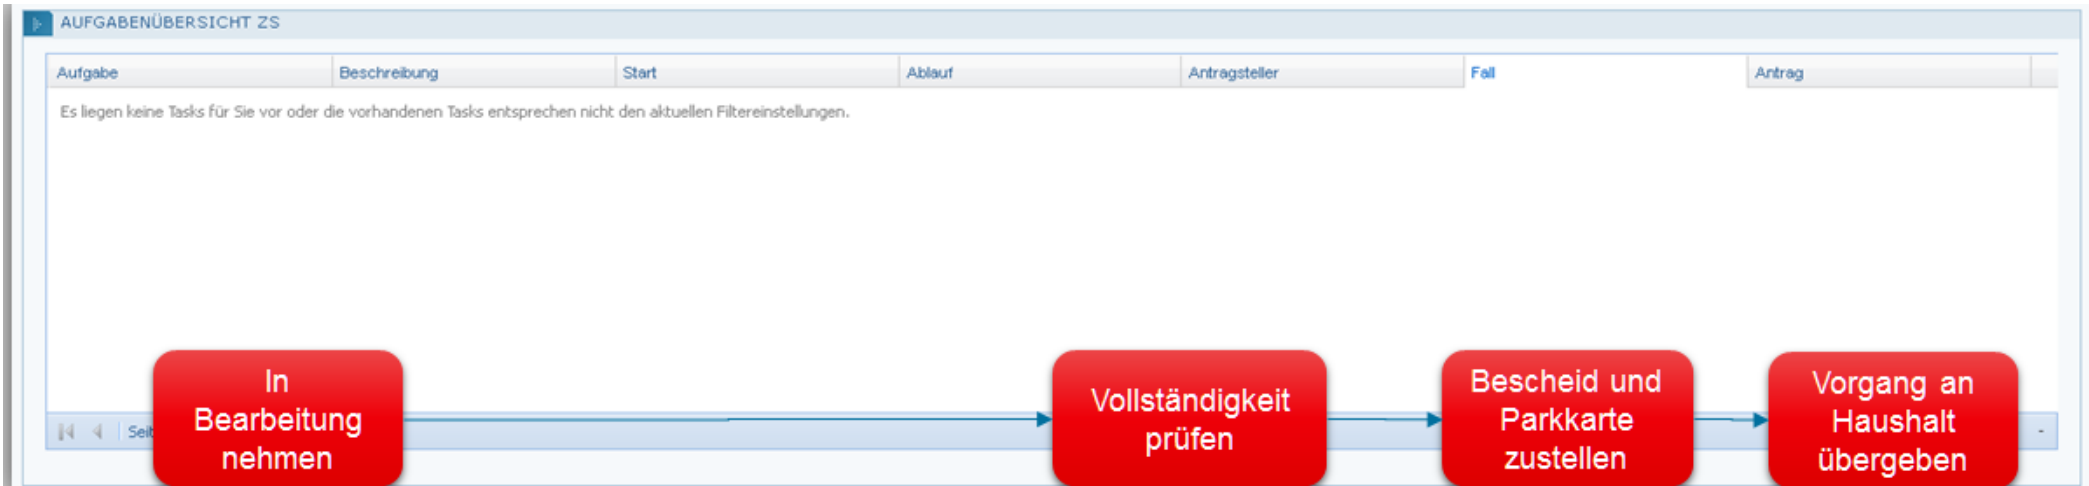 AUFGABENÜBERSICHT ZS
Aufgabe Beschreibung Start Ablauf Antragsteller Fall Antrag
Es liegen keine Tasks für Sie vor oder die vorhandenen Tasks entsprechen nicht den aktuellen Filtereinstellungen.
In
Bearbeitung
nehmen
Vollständigkeit
prüfen
Bescheid und
Parkkarte
zustellen
Vorgang an
Haushalt
übergeben